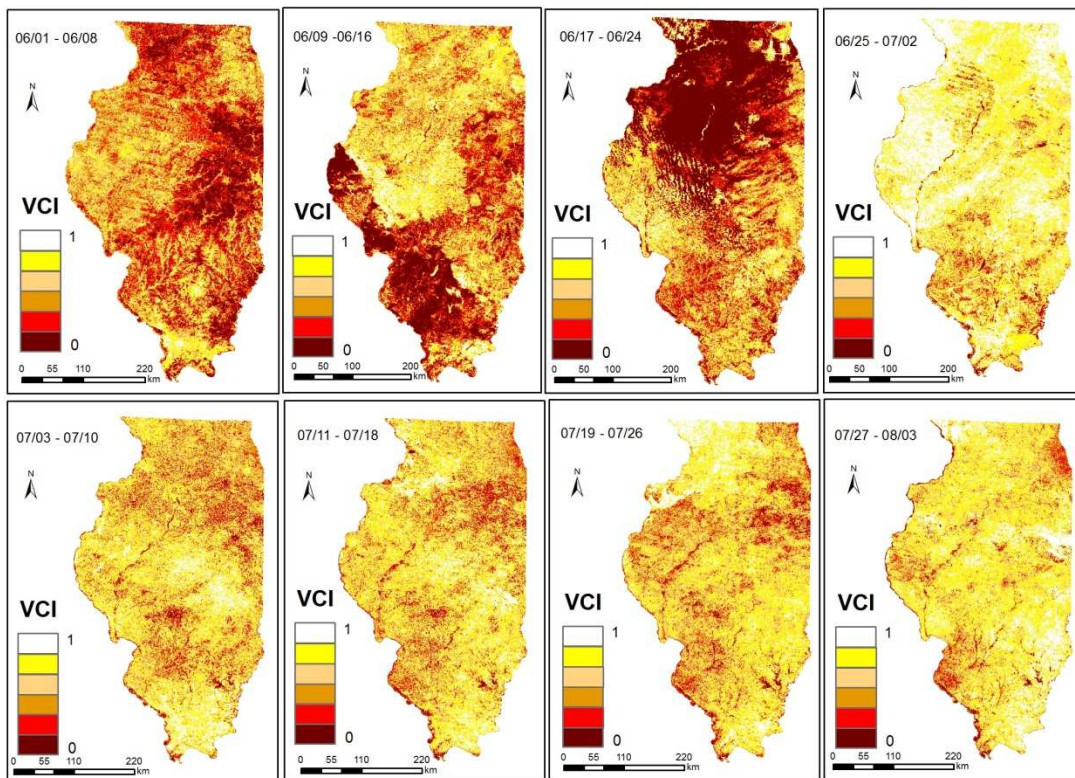 06/01 - 06/08
N
VCI
1
0
0 55 110 220
km
06/09 -06/16
N
VCI
1
0
0 50 100 200
km
06/17 - 06/24
N
VCI
1
0
0 50 100 200
km
06/25 - 07/02
N
VCI
1
0
0 50 100 200
km
07/03 - 07/10
N
VCI
1
0
0 55 110 220
km
07/11 - 07/18
N
VCI
1
0
0 55 110 220
km
07/19 - 07/26
N
VCI
1
0
0 55 110 220
km
07/27 - 08/03
N
VCI
1
0
0 55 110 220
km